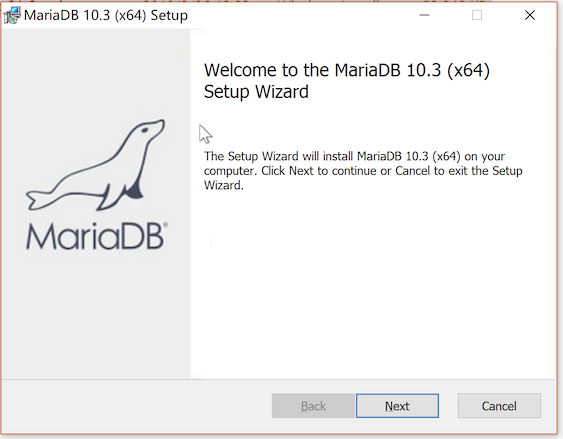 MariaDB 10.3 (x64) Setup
Welcome to the MariaDB 10.3 (x64)
Setup Wizard
The Setup Wizard will install MariaDB 10.3 (x64) on your
computer. Click Next to continue or Cancel to exit the Setup
Wizard.
MariaDB®
Back
Next
Cancel